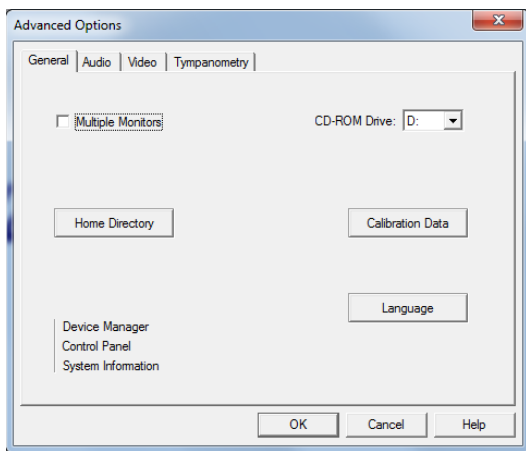 Advanced Options
General Audio Video Tympanometry
Multiple Monitors CD-ROM Drive: D:
Home Directory Calibration Data
Language
Device Manager
Control Panel
System Information
OK Cancel Help